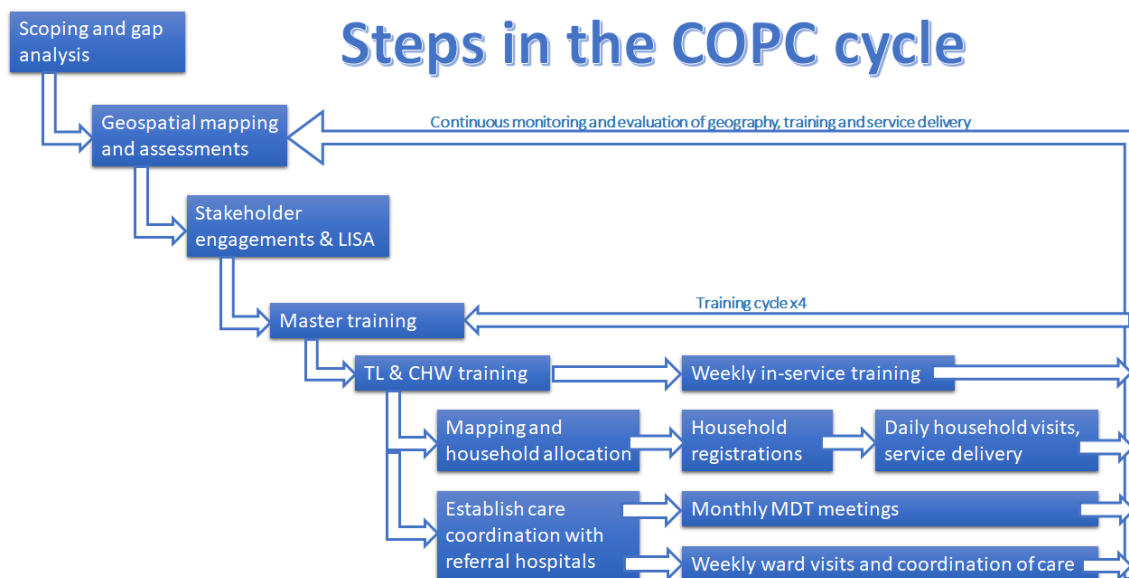 Steps in the COPC cycle
Scoping and gap
analysis
Geospatial mapping
and assessments
Continuous monitoring and evaluation of geography, training and service delivery
Stakeholder
engagements & LISA
Master training
Training cycle x4
TL & CHW training
Weekly in-service training
Mapping and
household allocation
Household
registrations
Daily household visits,
service delivery
Establish care
coordination with
referral hospitals
Monthly MDT meetings
Weekly ward visits and coordination of care